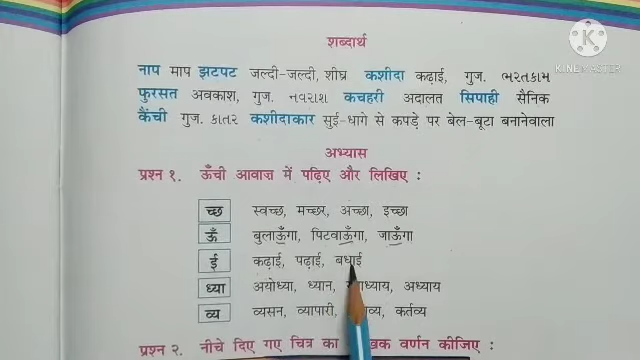 KINEMASTER
शब्दार्थ
नाप माप झटपट जल्दी-जल्दी, शीघ्र कशीदा कढ़ाई, गुज. ભરતકામ
फुरसत अवकाश, गुज. નવરાશ कचहरी अदालत सिपाही सैनिक
कैंची गुज. કાતર कशीदाकार सुई-धागे से कपड़े पर बेल-बूटा बनानेवाला
अभ्यास
प्रश्न १. ऊँची आवाज़ में पढ़िए और लिखिए :
च्छ स्वच्छ, मच्छर, अच्छा, इच्छा
ऊँ बुलाऊँगा, पिटवाऊँगा, जाऊँगा
ई कढ़ाई, पढ़ाई, बधाई
ध्या अयोध्या, ध्यान, अध्याय
व्य व्यसन, व्यापारी, कर्तव्य
प्रश्न २. नीचे दिए गए चित्र का वर्णन कीजिए :